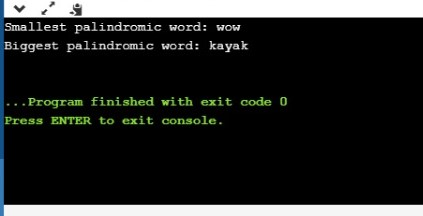 Smallest palindromic word: wow
Biggest palindromic word: kayak
...Program finished with exit code 0
Press ENTER to exit console.